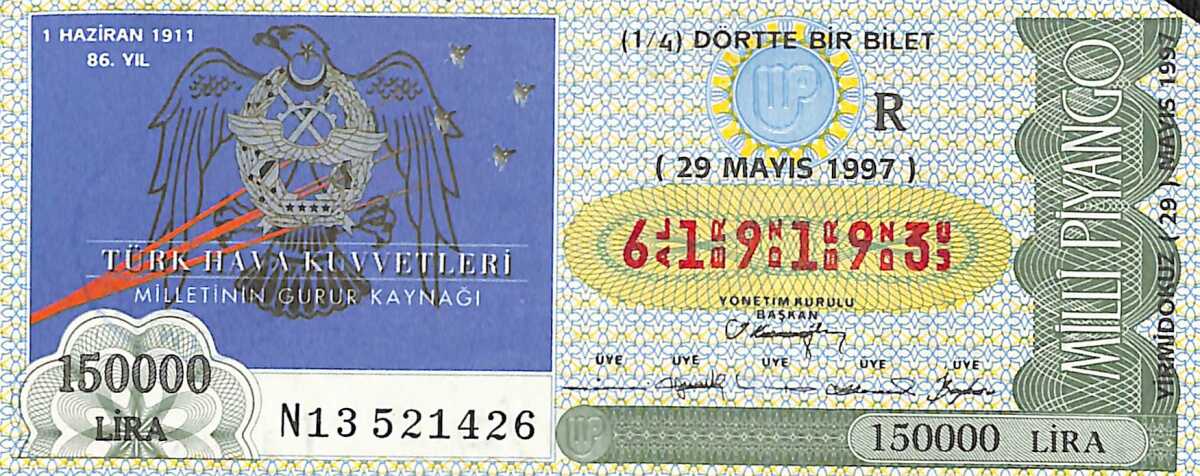 1 HAZİRAN 1911
86. YIL
TÜRK HAVA KUVVETLERİ
MİLLETİNİN GURUR KAYNAĞI
150000
LİRA
N13 521426
(1/4) DÖRTTE BİR BİLET
R
( 29 MAYIS 1997 )
619193
YÖNETİM KURULU
BAŞKAN
ÜYE ÜYE ÜYE ÜYE ÜYE
150000 LİRA
MİLLİ PİYANGO
YİRMİDOKUZ ( 29 ) MAYIS 1997